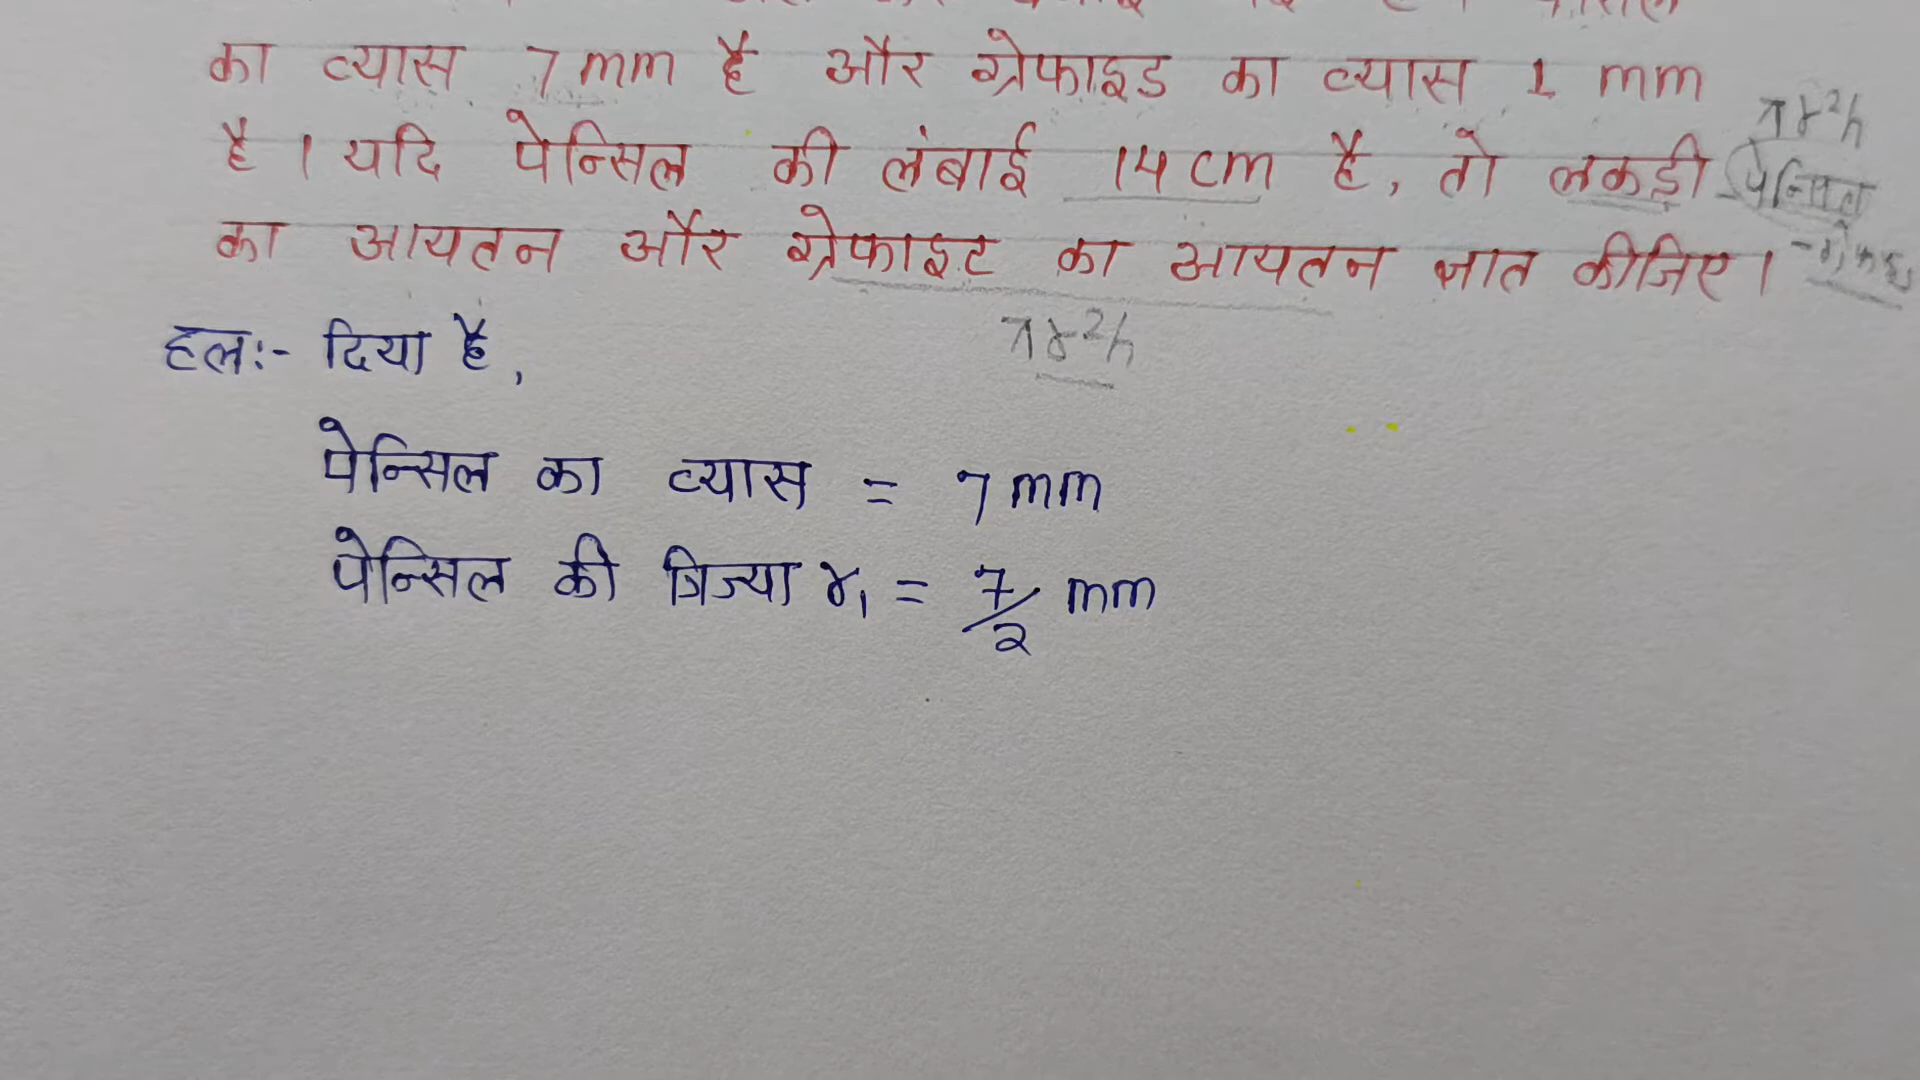 का व्यास 7 mm है और ग्रेफाइड का व्यास 1 mm
πr²h
है। यदि पेन्सिल की लंबाई 14 cm है, तो लकड़ी
पेन्सिल
का आयतन और ग्रेफाइट का आयतन ज्ञात कीजिए।
हल:- दिया है,
πr²h
पेन्सिल का व्यास = 7 mm
पेन्सिल की त्रिज्या r₁ = 7/2 mm